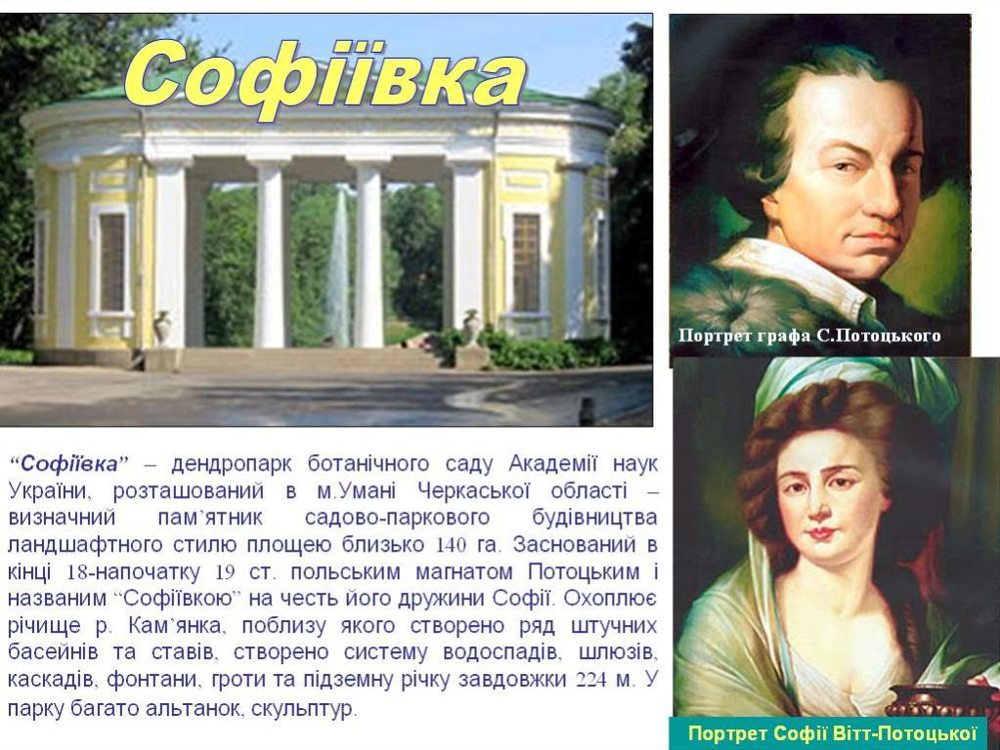 Софіївка
Портрет графа С.Потоцького
“Софіївка” – дендропарк ботанічного саду Академії наук
України, розташований в м.Умані Черкаської області –
визначний пам’ятник садово-паркового будівництва
ландшафтного стилю площею близько 140 га. Заснований в
кінці 18-напочатку 19 ст. польським магнатом Потоцьким і
названим “Софіївкою” на честь його дружини Софії. Охоплює
річище р. Кам’янка, поблизу якого створено ряд штучних
басейнів та ставів, створено систему водоспадів, шлюзів,
каскадів, фонтани, гроти та підземну річку завдовжки 224 м. У
парку багато альтанок, скульптур.
Портрет Софії Вітт-Потоцької